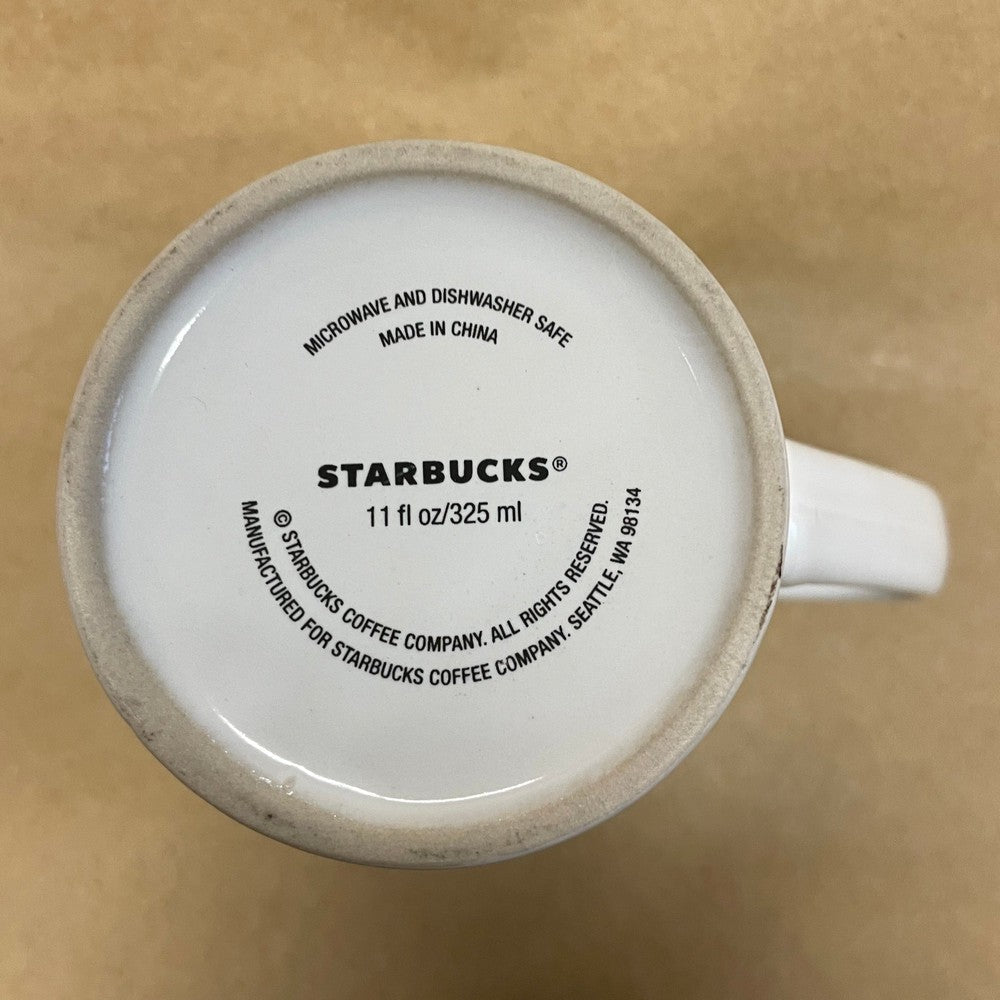 MICROWAVE AND DISHWASHER SAFE
MADE IN CHINA
STARBUCKS®
11 fl oz/325 ml
© STARBUCKS COFFEE COMPANY. ALL RIGHTS RESERVED.
MANUFACTURED FOR STARBUCKS COFFEE COMPANY. SEATTLE, WA 98134